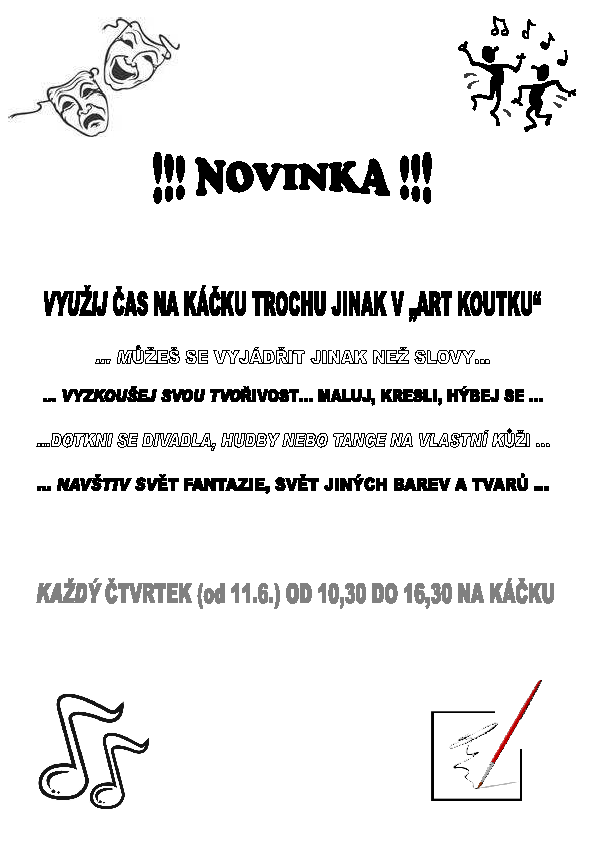 !!! NOVINKA !!!
VYUŽIJ ČAS NA KÁČKU TROCHU JINAK V „ART KOUTKU“
... MŮŽEŠ SE VYJÁDŘIT JINAK NEŽ SLOVY...
... VYZKOUŠEJ SVOU TVOŘIVOST... MALUJ, KRESLI, HÝBEJ SE ...
...DOTKNI SE DIVADLA, HUDBY NEBO TANCE NA VLASTNÍ KŮŽI ...
... NAVŠTIV SVĚT FANTAZIE, SVĚT JINÝCH BAREV A TVARŮ ...
KAŽDÝ ČTVRTEK (od 11.6.) OD 10,30 DO 16,30 NA KÁČKU